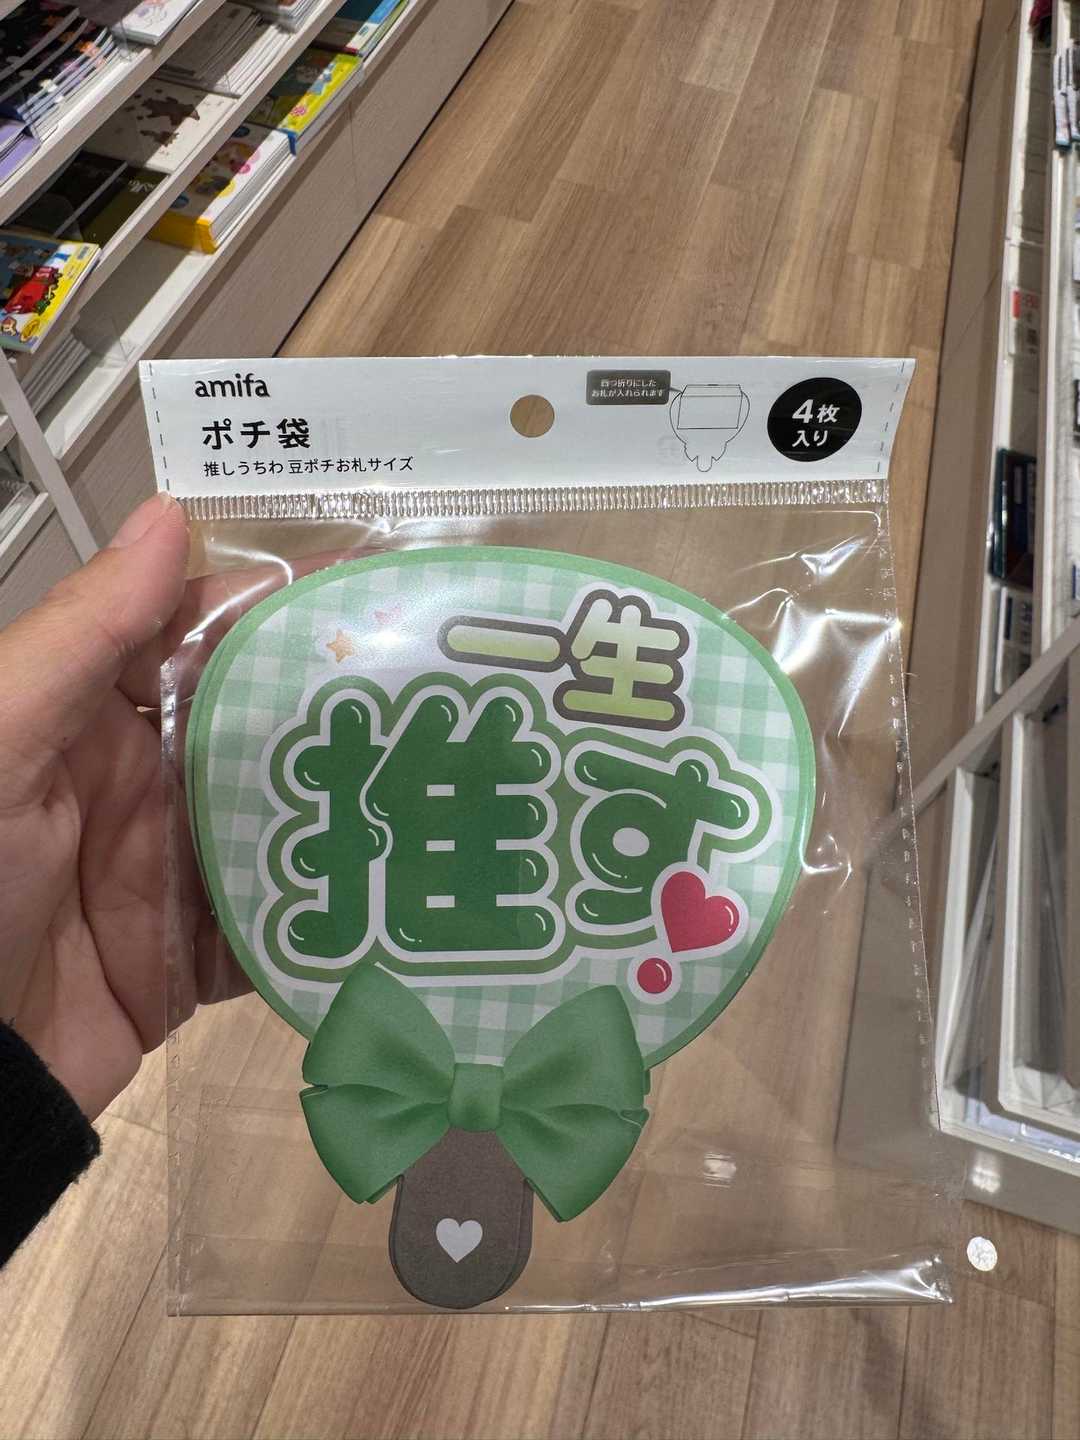 amifa
ポチ袋
推しうちわ 豆ポチお札サイズ
四つ折りにした
お札が入れられます
4枚
入り
一生
推す